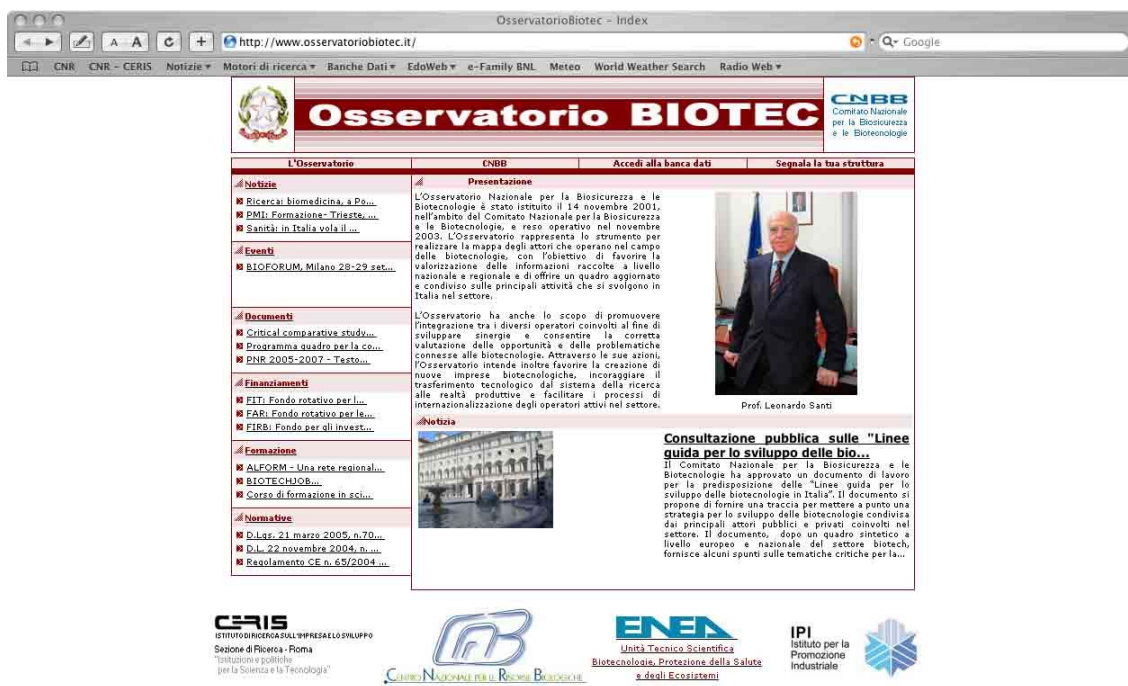 OsservatorioBiotec - Index
A A
http://www.osservatoriobiotec.it/
Google
CNR CNR - CERIS Notizie Motori di ricerca Banche Dati EdoWeb e-Family BNL Meteo World Weather Search Radio Web
Osservatorio BIOTEC
CNBB
Comitato Nazionale
per la Biosicurezza
e le Biotecnologie
L'Osservatorio CNBB Accedi alla banca dati Segnala la tua struttura
Notizie
Ricerca: biomedicina, a Po...
PMI: Formazione- Trieste, ...
Sanità: in Italia vola il ...
Eventi
BIOFORUM, Milano 28-29 set...
Documenti
Critical comparative study...
Programma quadro per la co...
PNR 2005-2007 - Testo...
Finanziamenti
FIT: Fondo rotativo per l...
FAR: Fondo rotativo per le...
FIRB: Fondo per gli invest...
Formazione
ALFORM - Una rete regional...
BIOTECHJOB...
Corso di formazione in sci...
Normative
D.Lgs. 21 marzo 2005, n.70...
D.L. 22 novembre 2004, n. ...
Regolamento CE n. 65/2004 ...
Presentazione
L'Osservatorio Nazionale per la Biosicurezza e le
Biotecnologie è stato istituito il 14 novembre 2001,
nell'ambito del Comitato Nazionale per la Biosicurezza
e le Biotecnologie, e reso operativo nel novembre
2003. L'Osservatorio rappresenta lo strumento per
realizzare la mappa degli attori che operano nel campo
delle biotecnologie, con l'obiettivo di favorire la
valorizzazione delle informazioni raccolte a livello
nazionale e regionale e di offrire un quadro aggiornato
e condiviso sulle principali attività che si svolgono in
Italia nel settore.
L'Osservatorio ha anche lo scopo di promuovere
l'integrazione tra i diversi operatori coinvolti al fine di
sviluppare sinergie e consentire la corretta
valutazione delle opportunità e delle problematiche
connesse alle biotecnologie. Attraverso le sue azioni,
l'Osservatorio intende inoltre favorire la creazione di
nuove imprese biotecnologiche, incoraggiare il
trasferimento tecnologico dal sistema della ricerca
alle realtà produttive e facilitare i processi di
internazionalizzazione degli operatori attivi nel settore.
Prof. Leonardo Santi
Notizia
Consultazione pubblica sulle "Linee
guida per lo sviluppo delle bio...
Il Comitato Nazionale per la Biosicurezza e le
Biotecnologie ha approvato un documento di lavoro
per la predisposizione delle "Linee guida per lo
sviluppo delle biotecnologie in Italia". Il documento si
propone di fornire una traccia per mettere a punto una
strategia per lo sviluppo delle biotecnologie condivisa
dai principali attori pubblici e privati coinvolti nel
settore. Il documento, dopo un quadro sintetico a
livello europeo e nazionale del settore biotech,
fornisce alcuni spunti sulle tematiche critiche per la...
CERIS
ISTITUTO DI RICERCA SULL'IMPRESA E LO SVILUPPO
Sezione di Ricerca - Roma
"Istituzioni e politiche
per la Scienza e la Tecnologia"
CENTRO NAZIONALE PER LE RISORSE BIOLOGICHE
ENEA
Unità Tecnico Scientifica
Biotecnologie, Protezione della Salute
e degli Ecosistemi
IPI
Istituto per la
Promozione
Industriale